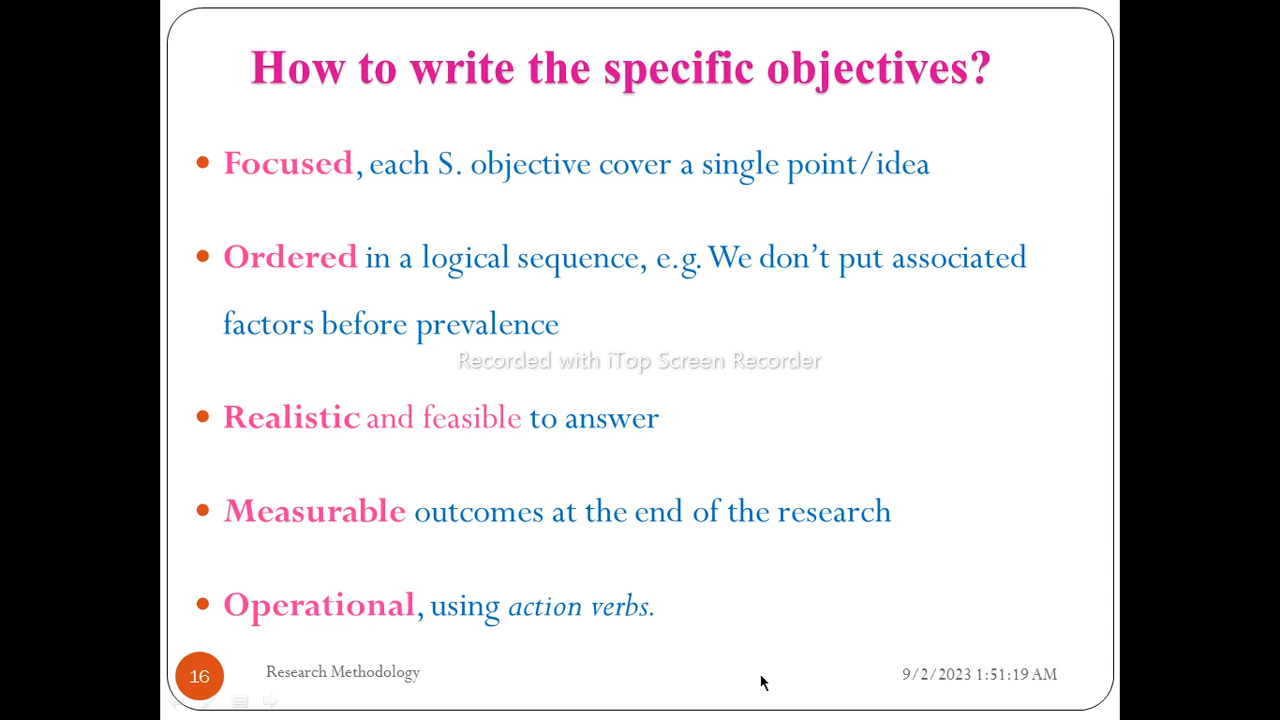 How to write the specific objectives?
Focused, each S. objective cover a single point/idea
Ordered in a logical sequence, e.g. We don't put associated
factors before prevalence
Recorded with iTop Screen Recorder
Realistic and feasible to answer
Measurable outcomes at the end of the research
Operational, using action verbs.
16
Research Methodology
9/2/2023 1:51:19 AM